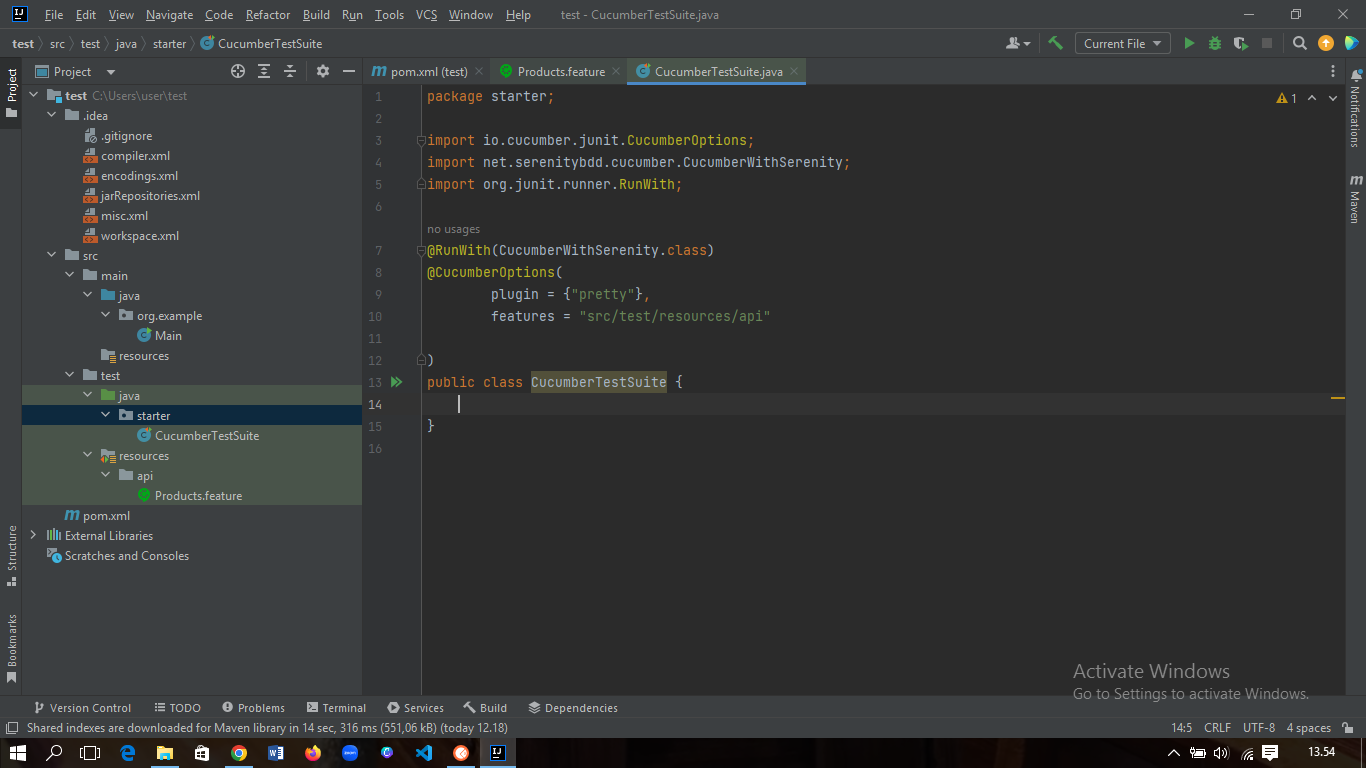 File Edit View Navigate Code Refactor Build Run Tools VCS Window Help test - CucumberTestSuite.java
test src test java starter CucumberTestSuite Current File
Project pom.xml (test) Products.feature CucumberTestSuite.java
Project
Structure
Bookmarks
test C:\Users\user\test
.idea
.gitignore
compiler.xml
encodings.xml
jarRepositories.xml
misc.xml
workspace.xml
src
main
java
org.example
Main
resources
test
java
starter
CucumberTestSuite
resources
api
Products.feature
pom.xml
External Libraries
Scratches and Consoles
1 package starter;
2
3 import io.cucumber.junit.CucumberOptions;
4 import net.serenitybdd.cucumber.CucumberWithSerenity;
5 import org.junit.runner.RunWith;
6
no usages
7 @RunWith(CucumberWithSerenity.class)
8 @CucumberOptions(
9 plugin = {"pretty"},
10 features = "src/test/resources/api"
11
12 )
13 public class CucumberTestSuite {
14
15 }
16
1
Notifications
Maven
Activate Windows
Go to Settings to activate Windows.
Version Control TODO Problems Terminal Services Build Dependencies
Shared indexes are downloaded for Maven library in 14 sec, 316 ms (551,06 kB) (today 12.18) 14:5 CRLF UTF-8 4 spaces
13.54